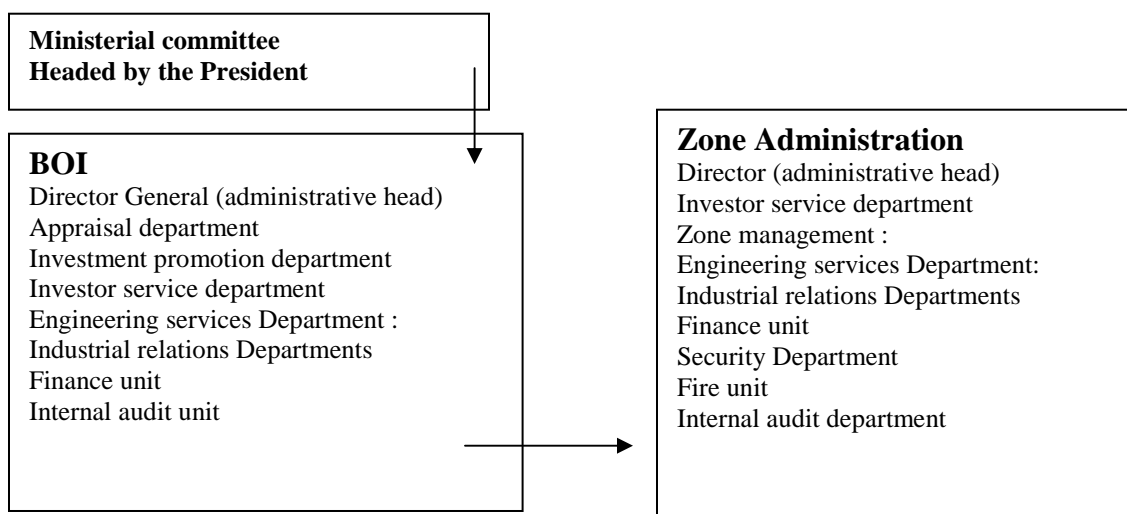 Ministerial committee
Headed by the President
BOI
Director General (administrative head)
Appraisal department
Investment promotion department
Investor service department
Engineering services Department :
Industrial relations Departments
Finance unit
Internal audit unit
Zone Administration
Director (administrative head)
Investor service department
Zone management :
Engineering services Department:
Industrial relations Departments
Finance unit
Security Department
Fire unit
Internal audit department